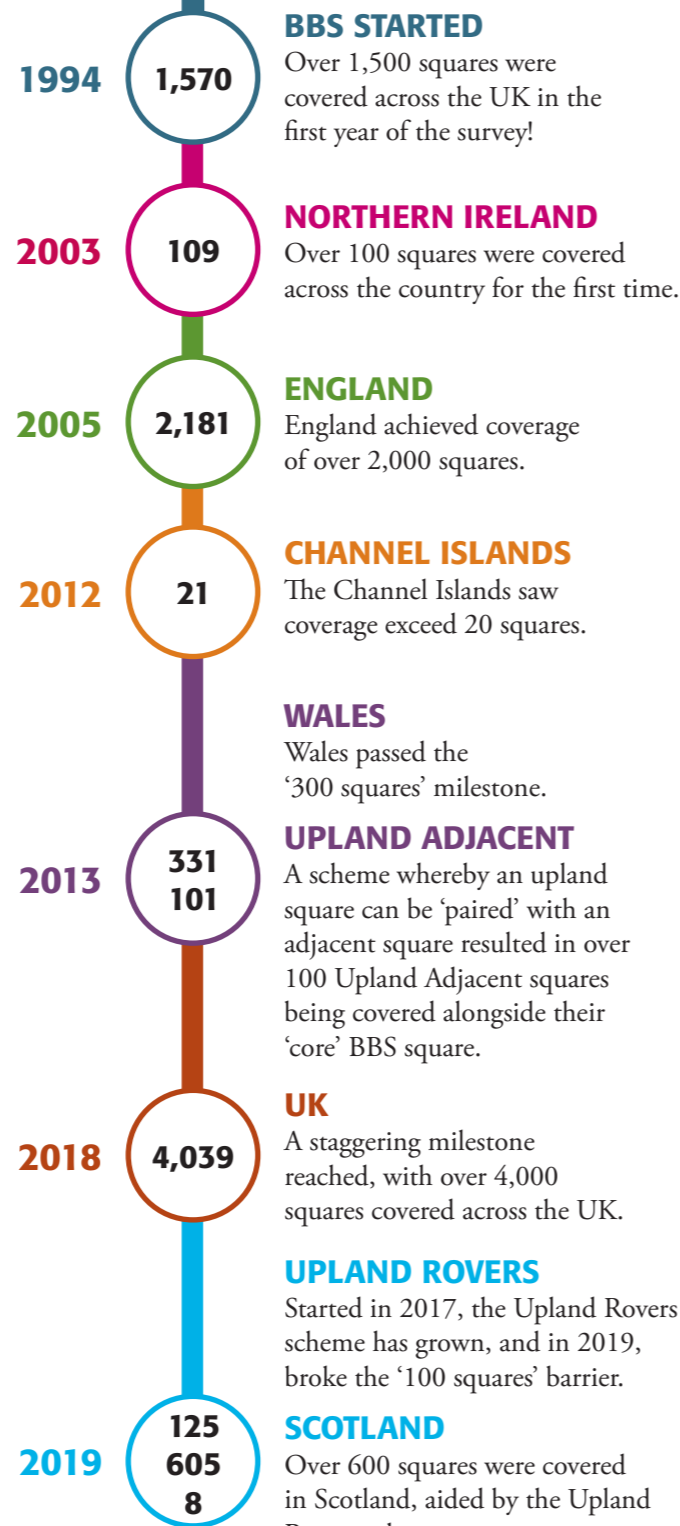 BBS STARTED
1994
1,570
Over 1,500 squares were
covered across the UK in the
first year of the survey!
NORTHERN IRELAND
2003
109
Over 100 squares were covered
across the country for the first time.
ENGLAND
2005
2,181
England achieved coverage
of over 2,000 squares.
CHANNEL ISLANDS
2012
21
The Channel Islands saw
coverage exceed 20 squares.
WALES
Wales passed the
‘300 squares’ milestone.
2013
331
101
UPLAND ADJACENT
A scheme whereby an upland
square can be ‘paired’ with an
adjacent square resulted in over
100 Upland Adjacent squares
being covered alongside their
‘core’ BBS square.
UK
2018
4,039
A staggering milestone
reached, with over 4,000
squares covered across the UK.
UPLAND ROVERS
Started in 2017, the Upland Rovers
scheme has grown, and in 2019,
broke the ‘100 squares’ barrier.
2019
125
605
8
SCOTLAND
Over 600 squares were covered
in Scotland, aided by the Upland